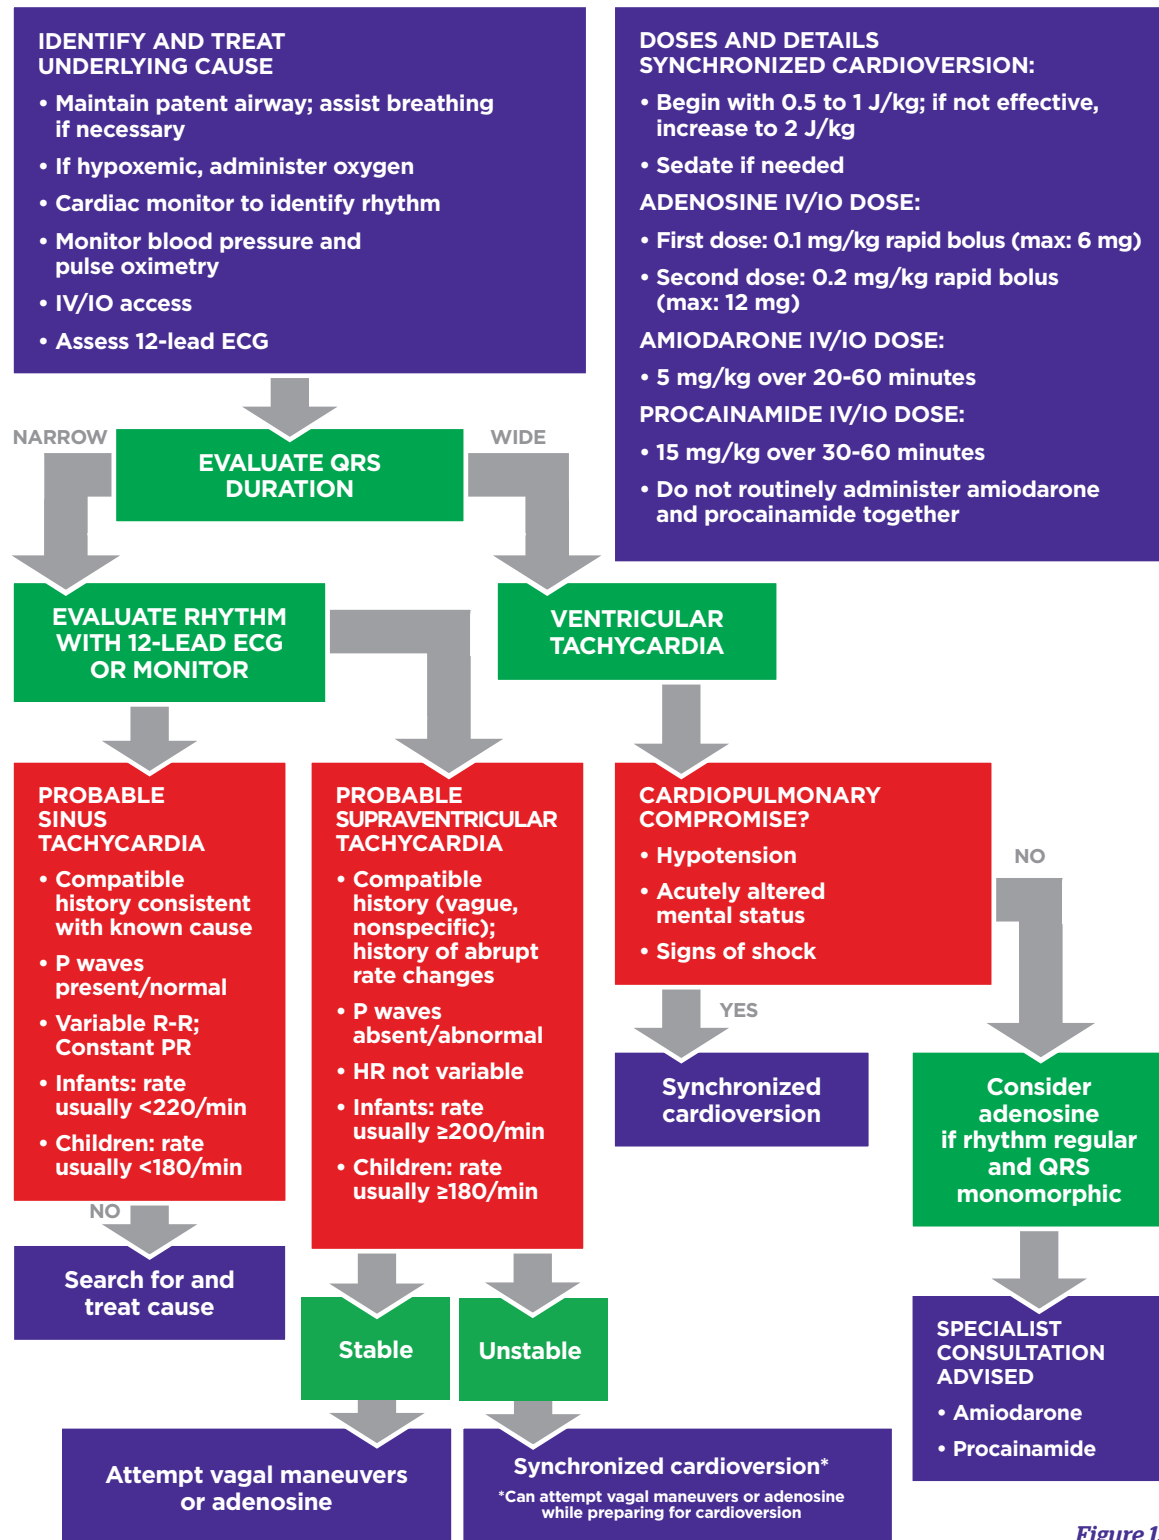 IDENTIFY AND TREAT
UNDERLYING CAUSE
• Maintain patent airway; assist breathing
if necessary
• If hypoxemic, administer oxygen
• Cardiac monitor to identify rhythm
• Monitor blood pressure and
pulse oximetry
• IV/IO access
• Assess 12-lead ECG
DOSES AND DETAILS
SYNCHRONIZED CARDIOVERSION:
• Begin with 0.5 to 1 J/kg; if not effective,
increase to 2 J/kg
• Sedate if needed
ADENOSINE IV/IO DOSE:
• First dose: 0.1 mg/kg rapid bolus (max: 6 mg)
• Second dose: 0.2 mg/kg rapid bolus
(max: 12 mg)
AMIODARONE IV/IO DOSE:
• 5 mg/kg over 20-60 minutes
PROCAINAMIDE IV/IO DOSE:
• 15 mg/kg over 30-60 minutes
• Do not routinely administer amiodarone
and procainamide together
NARROW
EVALUATE QRS
DURATION
WIDE
EVALUATE RHYTHM
WITH 12-LEAD ECG
OR MONITOR
VENTRICULAR
TACHYCARDIA
PROBABLE
SINUS
TACHYCARDIA
• Compatible
history consistent
with known cause
• P waves
present/normal
• Variable R-R;
Constant PR
• Infants: rate
usually <220/min
• Children: rate
usually <180/min
PROBABLE
SUPRAVENTRICULAR
TACHYCARDIA
• Compatible
history (vague,
nonspecific);
history of abrupt
rate changes
• P waves
absent/abnormal
• HR not variable
• Infants: rate
usually ≥200/min
• Children: rate
usually ≥180/min
CARDIOPULMONARY
COMPROMISE?
• Hypotension
• Acutely altered
mental status
• Signs of shock
NO
YES
Synchronized
cardioversion
Consider
adenosine
if rhythm regular
and QRS
monomorphic
NO
Search for and
treat cause
Stable
Unstable
SPECIALIST
CONSULTATION
ADVISED
• Amiodarone
• Procainamide
Attempt vagal maneuvers
or adenosine
Synchronized cardioversion*
*Can attempt vagal maneuvers or adenosine
while preparing for cardioversion
Figure 1